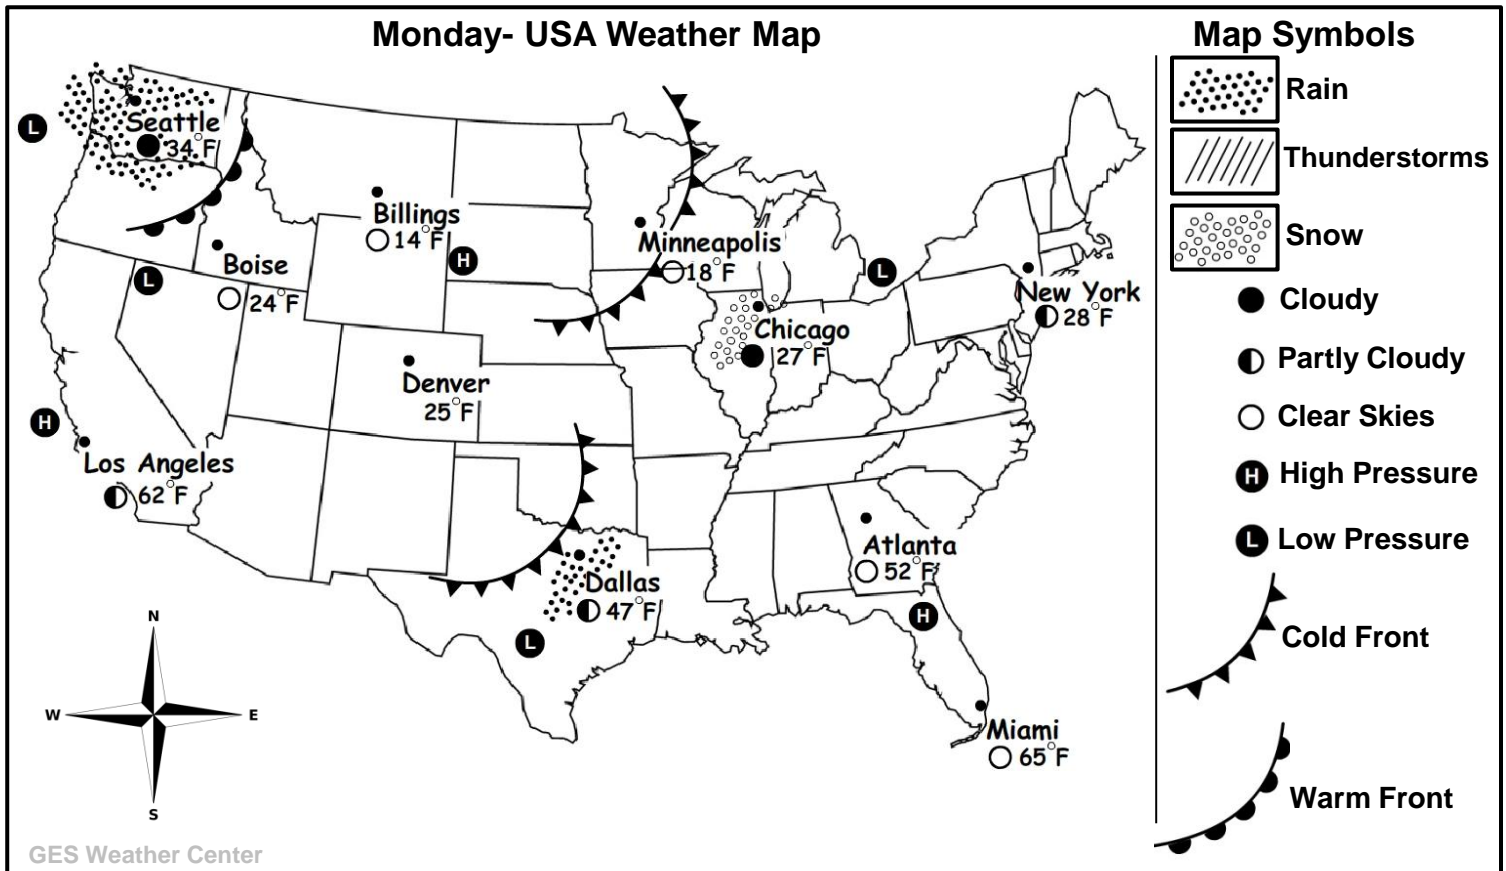 Monday- USA Weather Map
Map Symbols
Rain
Thunderstorms
Snow
Cloudy
Partly Cloudy
Clear Skies
H High Pressure
L Low Pressure
Cold Front
Warm Front
L
Seattle
34°F
Billings
14°F
H
Boise
24°F
L
Minneapolis
18°F
L
New York
28°F
Chicago
27°F
Denver
25°F
H
Los Angeles
62°F
Dallas
47°F
L
Atlanta
52°F
H
Miami
65°F
N
W
E
S
GES Weather Center